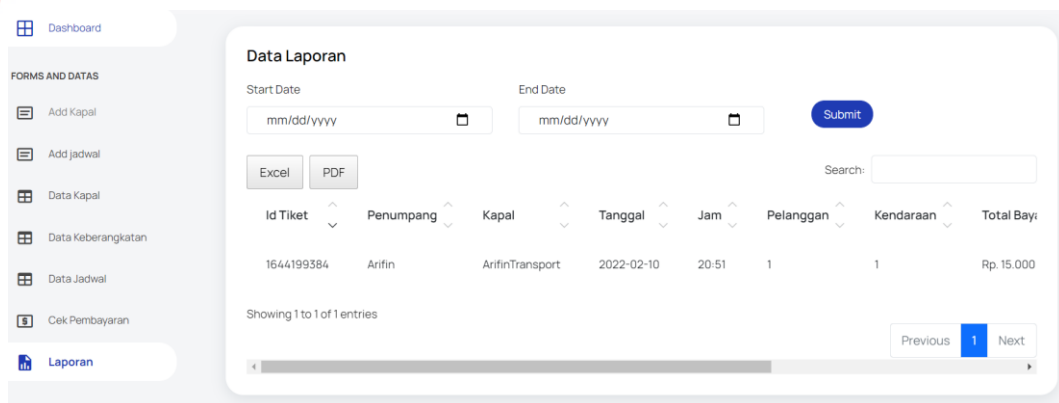 Dashboard
FORMS AND DATAS
Add Kapal
Add jadwal
Data Kapal
Data Keberangkatan
Data Jadwal
Cek Pembayaran
Laporan
Data Laporan
Start Date End Date
mm/dd/yyyy mm/dd/yyyy Submit
Excel PDF Search:
Id Tiket Penumpang Kapal Tanggal Jam Pelanggan Kendaraan Total Baya
1644199384 Arifin ArifinTransport 2022-02-10 20:51 1 1 Rp. 15.000
Showing 1 to 1 of 1 entries
Previous 1 Next